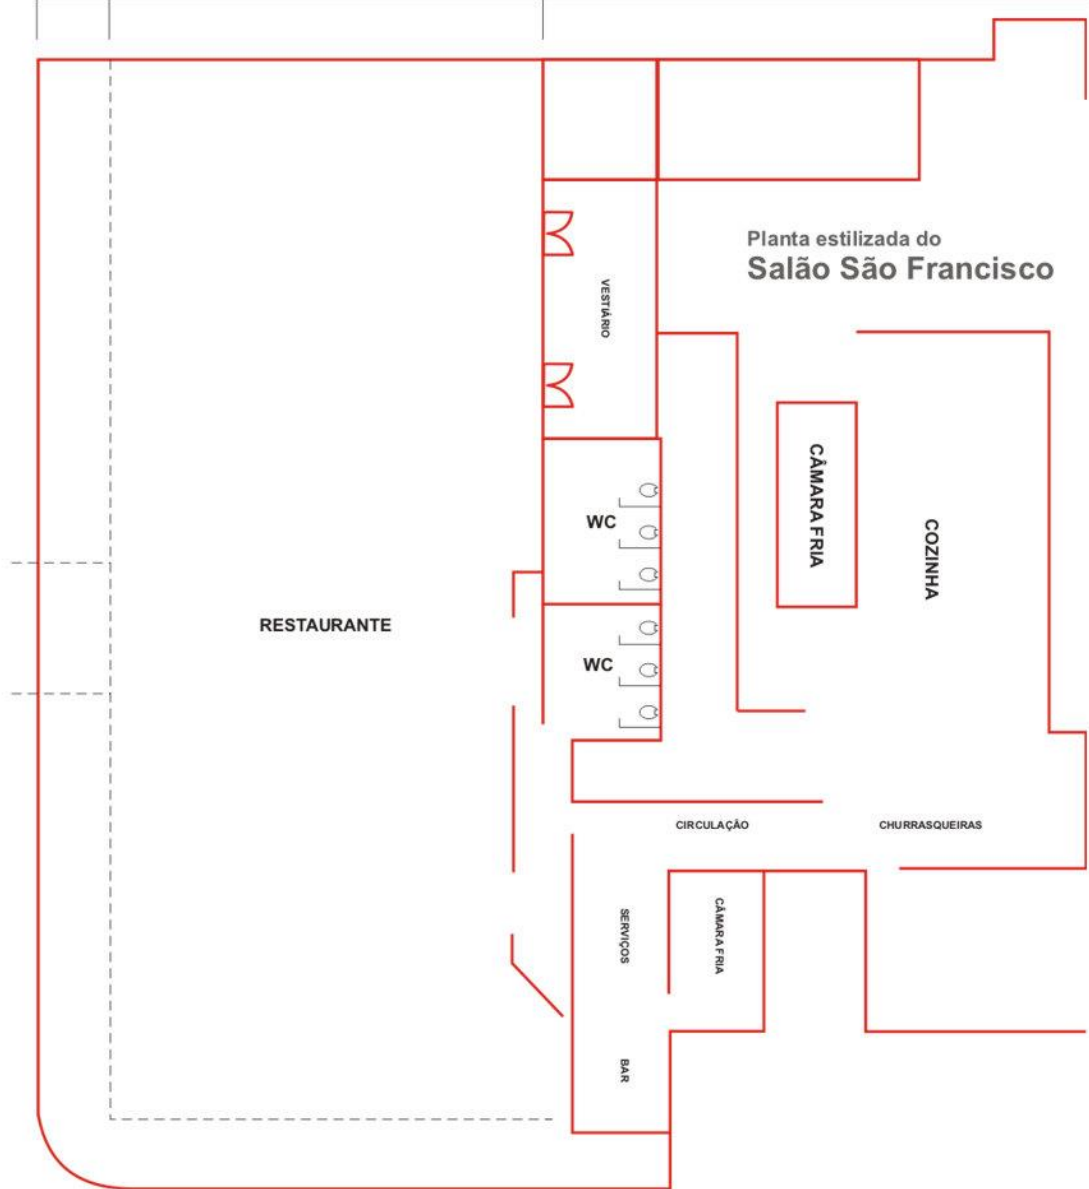 Planta estilizada do
Salão São Francisco
VESTIÁRIO
CÂMARA FRIA
COZINHA
WC
RESTAURANTE
WC
CIRCULAÇÃO
CHURRASQUEIRAS
SERVIÇOS
CÂMARA FRIA
BAR